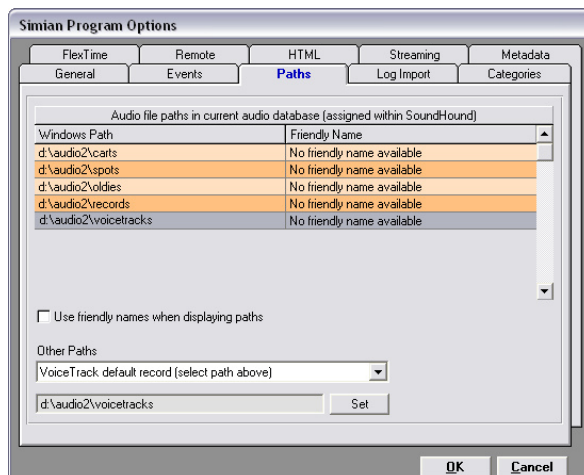 Simian Program Options
FlexTime Remote HTML Streaming Metadata
General Events Paths Log Import Categories
Audio file paths in current audio database (assigned within SoundHound)
Windows Path Friendly Name
d:\audio2\carts No friendly name available
d:\audio2\spots No friendly name available
d:\audio2\oldies No friendly name available
d:\audio2\records No friendly name available
d:\audio2\voicetracks No friendly name available
Use friendly names when displaying paths
Other Paths
VoiceTrack default record (select path above)
d:\audio2\voicetracks Set
OK Cancel